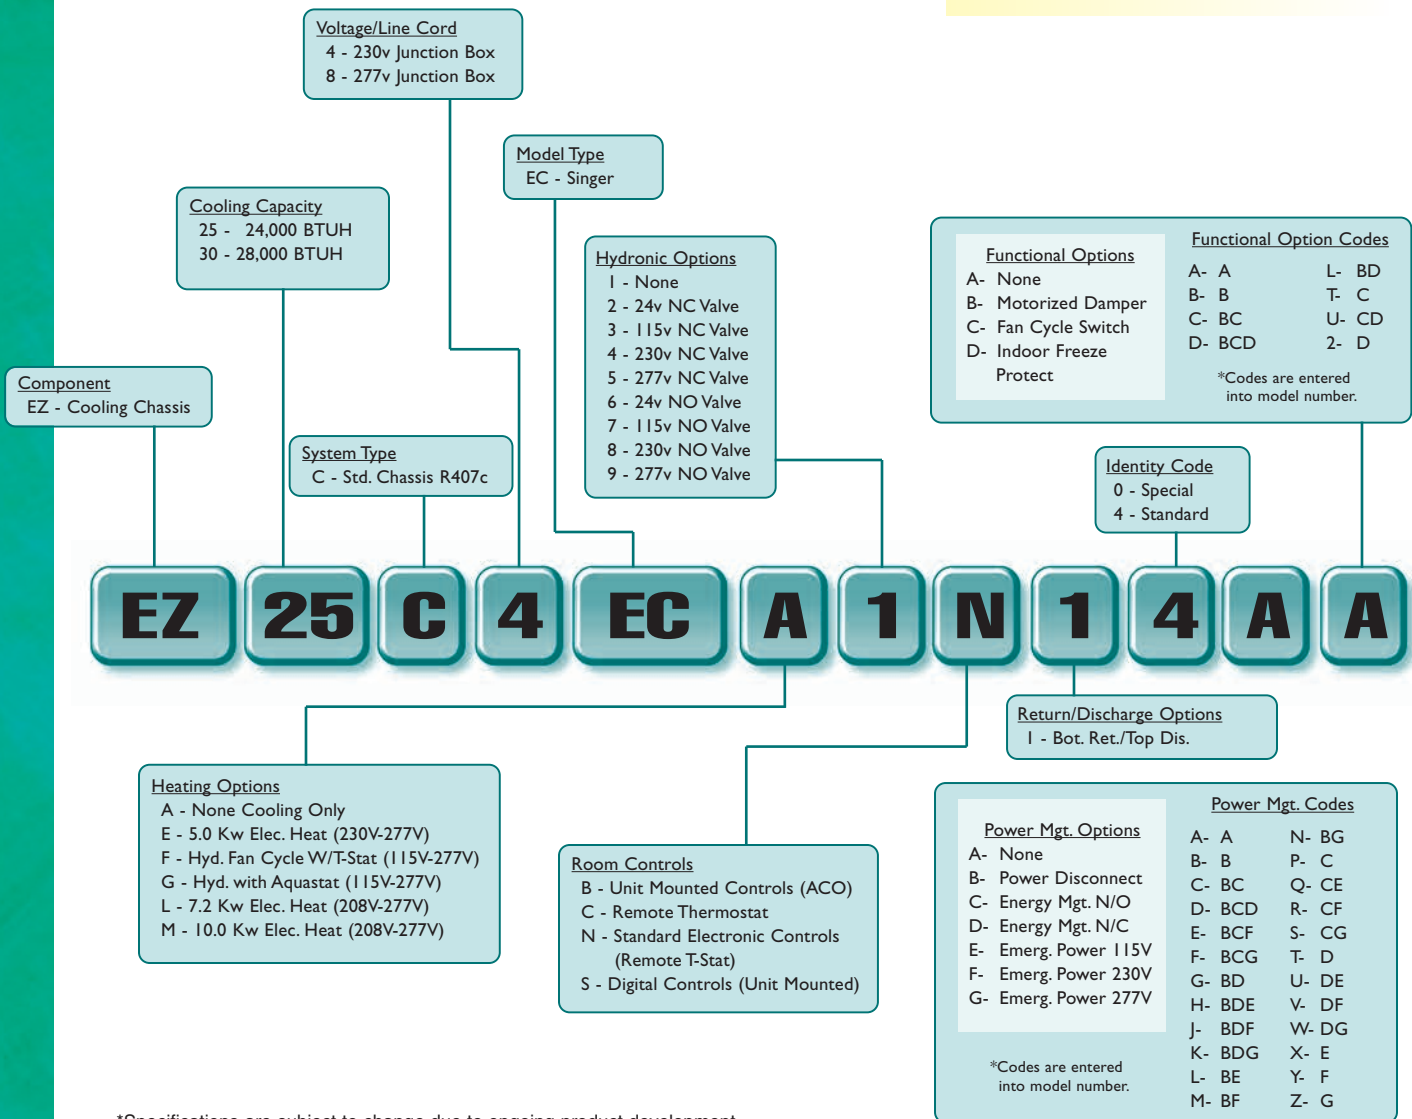 Voltage/Line Cord
4 - 230v Junction Box
8 - 277v Junction Box
Model Type
EC - Singer
Cooling Capacity
25 - 24,000 BTUH
30 - 28,000 BTUH
Hydronic Options
1 - None
2 - 24v NC Valve
3 - 115v NC Valve
4 - 230v NC Valve
5 - 277v NC Valve
6 - 24v NO Valve
7 - 115v NO Valve
8 - 230v NO Valve
9 - 277v NO Valve
Functional Options
A- None
B- Motorized Damper
C- Fan Cycle Switch
D- Indoor Freeze
Protect
Functional Option Codes
A- A L- BD
B- B T- C
C- BC U- CD
D- BCD 2- D
*Codes are entered
into model number.
Component
EZ - Cooling Chassis
System Type
C - Std. Chassis R407c
Identity Code
0 - Special
4 - Standard
EZ 25 C 4 EC A 1 N 1 4 A A
Return/Discharge Options
1 - Bot. Ret./Top Dis.
Heating Options
A - None Cooling Only
E - 5.0 Kw Elec. Heat (230V-277V)
F - Hyd. Fan Cycle W/T-Stat (115V-277V)
G - Hyd. with Aquastat (115V-277V)
L - 7.2 Kw Elec. Heat (208V-277V)
M - 10.0 Kw Elec. Heat (208V-277V)
Room Controls
B - Unit Mounted Controls (ACO)
C - Remote Thermostat
N - Standard Electronic Controls
(Remote T-Stat)
S - Digital Controls (Unit Mounted)
Power Mgt. Options
A- None
B- Power Disconnect
C- Energy Mgt. N/O
D- Energy Mgt. N/C
E- Emerg. Power 115V
F- Emerg. Power 230V
G- Emerg. Power 277V
*Codes are entered
into model number.
Power Mgt. Codes
A- A N- BG
B- B P- C
C- BC Q- CE
D- BCD R- CF
E- BCF S- CG
F- BCG T- D
G- BD U- DE
H- BDE V- DF
J- BDF W- DG
K- BDG X- E
L- BE Y- F
M- BF Z- G
*Specifications are subject to change due to ongoing product development